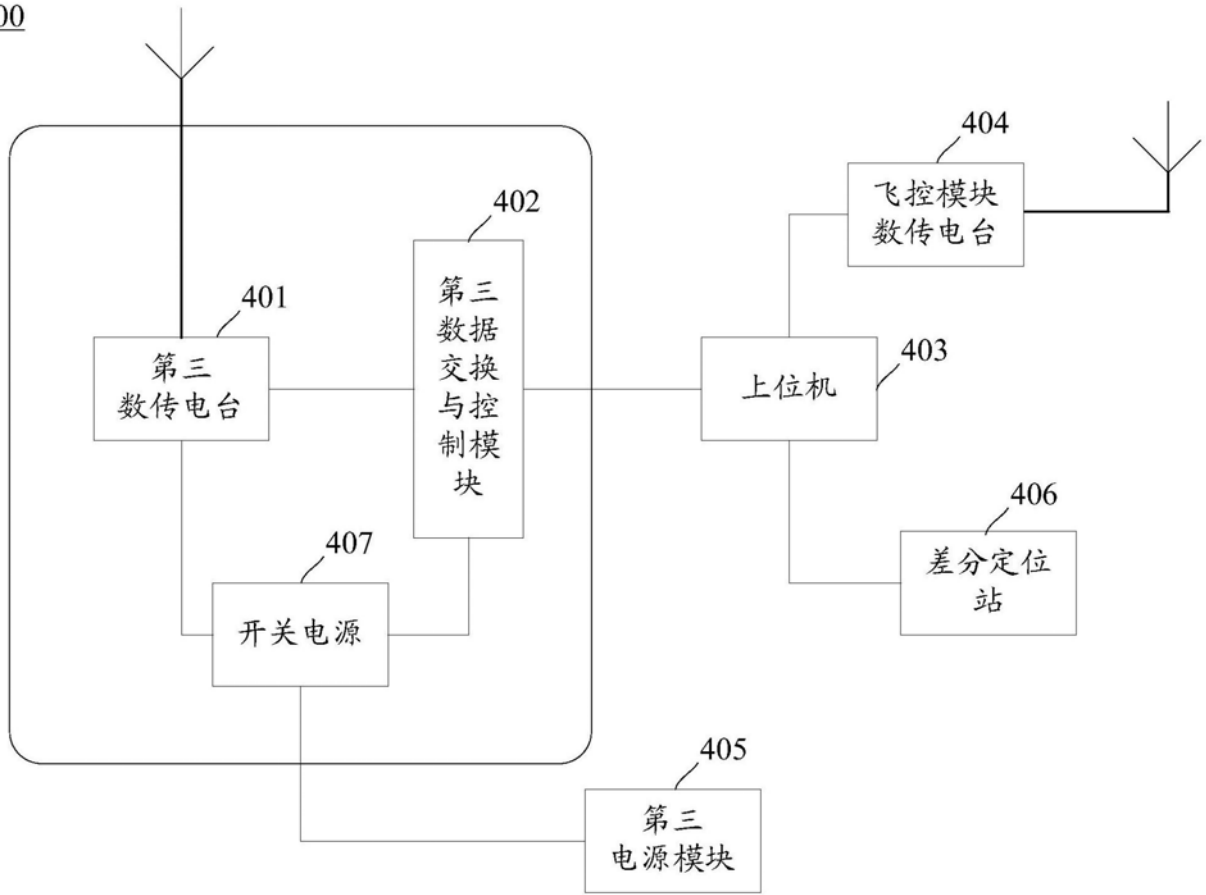 00
404
飞控模块
数传电台
402
第三
数据
交换
与控
制模
块
401
第三
数传电台
403
上位机
406
差分定位
站
407
开关电源
405
第三
电源模块